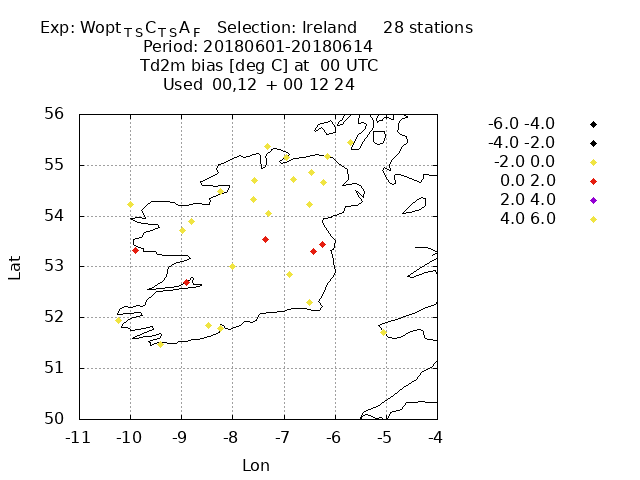 Exp: WoptTSCTSAF Selection: Ireland 28 stations
Period: 20180601-20180614
Td2m bias [deg C] at 00 UTC
Used 00,12 + 00 12 24
56
55
54
53
52
51
50
-11 -10 -9 -8 -7 -6 -5 -4
Lat
Lon
-6.0 -4.0
-4.0 -2.0
-2.0 0.0
0.0 2.0
2.0 4.0
4.0 6.0